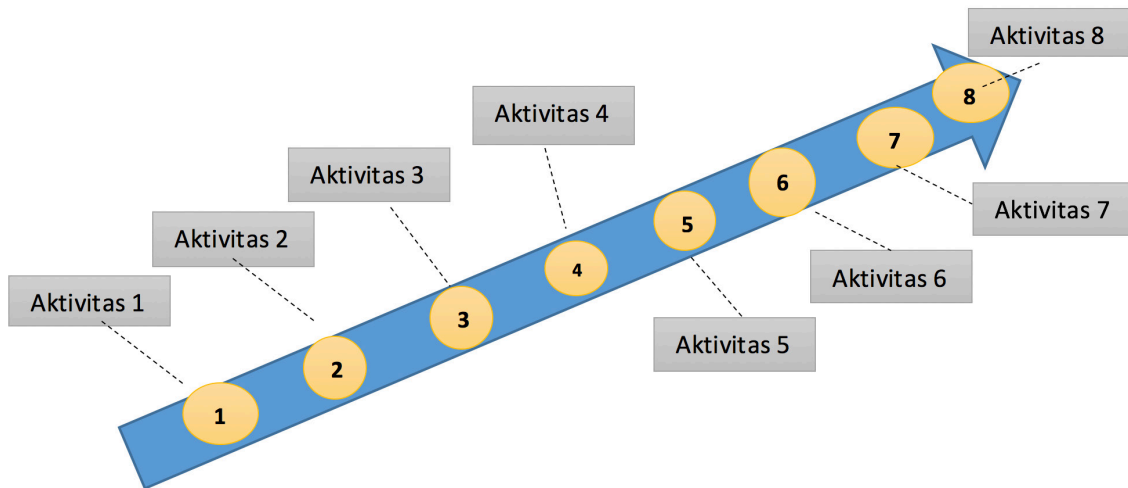 Aktivitas 1
Aktivitas 2
Aktivitas 3
Aktivitas 4
Aktivitas 5
Aktivitas 6
Aktivitas 7
Aktivitas 8
1
2
3
4
5
6
7
8